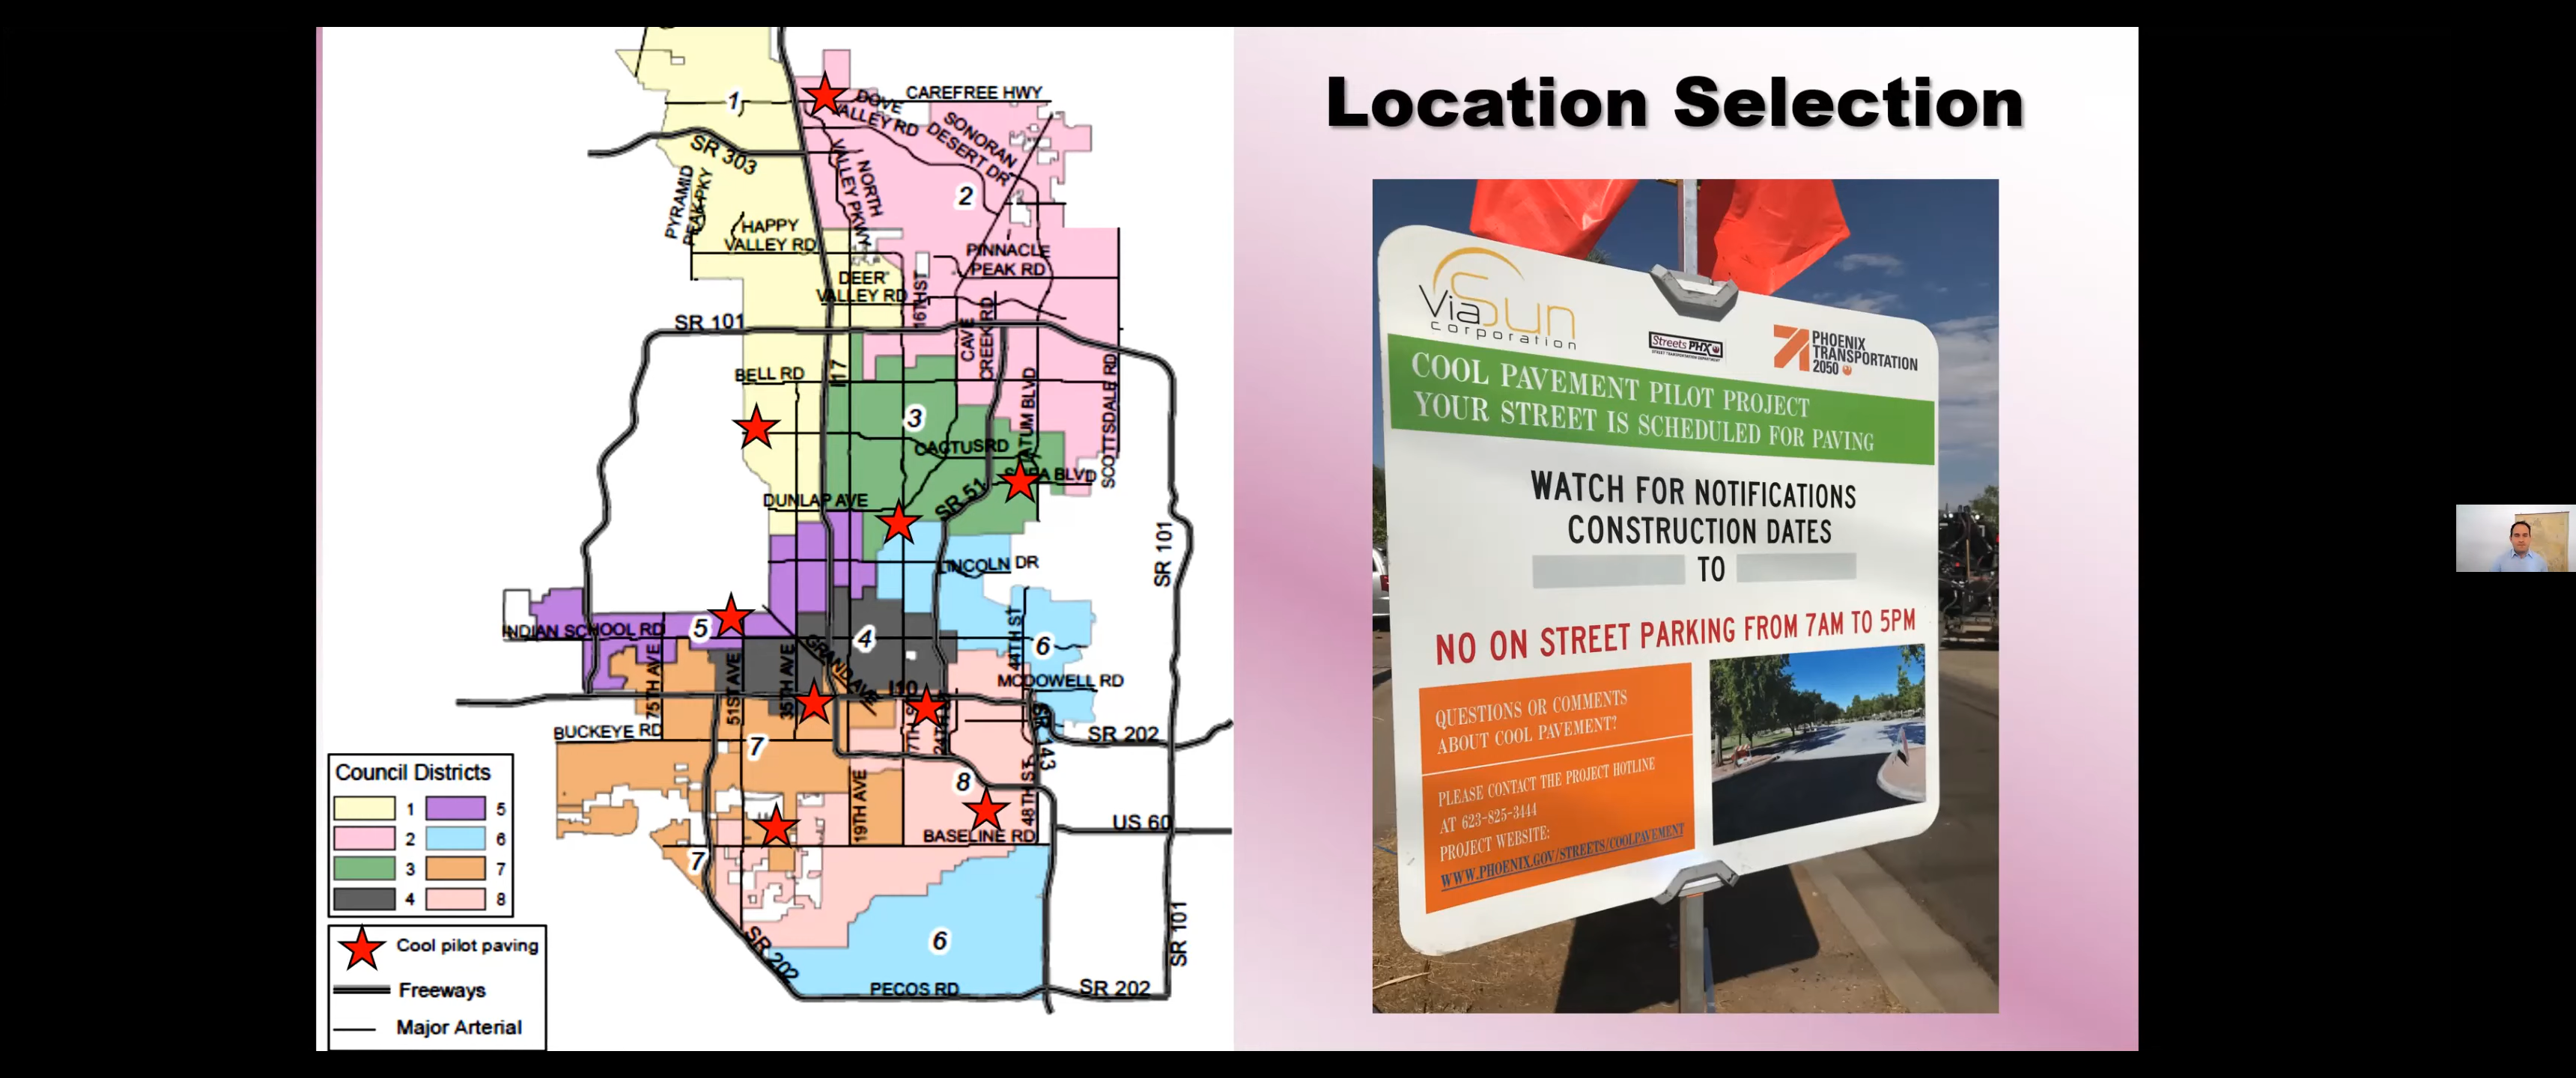 Location Selection
CAREFREE HWY
DOVE
VALLEY RD
SONORAN
DESERT DR
1
SR 303
2
PYRAMID
PEAK PKY
NORTH
VALLEY PKWY
HAPPY
VALLEY RD
PINNACLE
PEAK RD
DEER
VALLEY RD
16TH ST
SR 101
CAVE
CREEK RD
I17
BELL RD
TATUM BLVD
SCOTTSDALE RD
3
CACTUS RD
BLVD
DUNLAP AVE
SR 51
SR 101
LINCOLN DR
INDIAN SCHOOL RD
5
4
44TH ST
6
GRAND AVE
75TH AVE
51ST AVE
35TH AVE
I10
MCDOWELL RD
BUCKEYE RD
7
SR 202
SR 143
8
19TH AVE
48TH ST
US 60
BASELINE RD
7
SR 202
6
SR 101
PECOS RD
SR 202
Council Districts
1 5
2 6
3 7
4 8
Cool pilot paving
Freeways
Major Arterial
ViaSun
corporation
Streets PHX
PHOENIX
TRANSPORTATION
2050
COOL PAVEMENT PILOT PROJECT
YOUR STREET IS SCHEDULED FOR PAVING
WATCH FOR NOTIFICATIONS
CONSTRUCTION DATES
TO
NO ON STREET PARKING FROM 7AM TO 5PM
QUESTIONS OR COMMENTS
ABOUT COOL PAVEMENT?
PLEASE CONTACT THE PROJECT HOTLINE
AT 623-825-3444
PROJECT WEBSITE:
WWW.PHOENIX.GOV/STREETS/COOLPAVEMENT